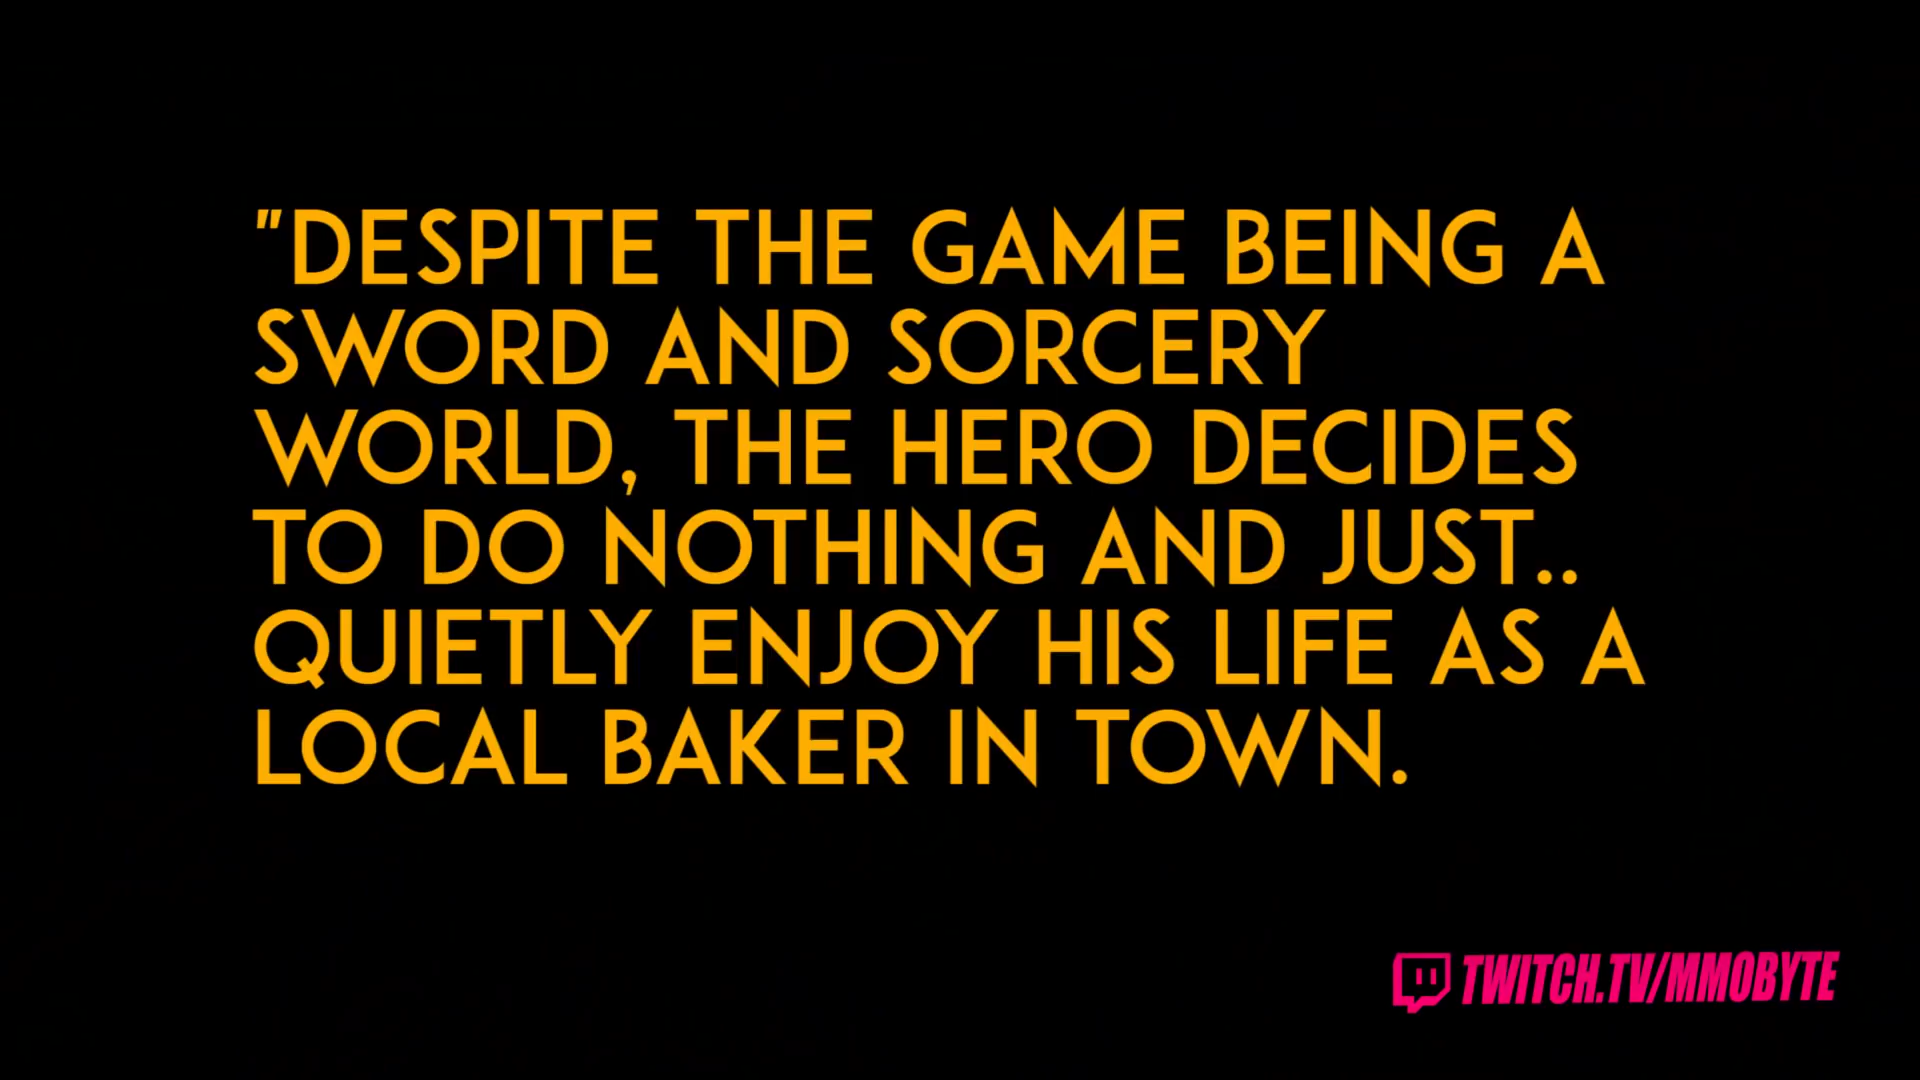 "DESPITE THE GAME BEING A
SWORD AND SORCERY
WORLD, THE HERO DECIDES
TO DO NOTHING AND JUST..
QUIETLY ENJOY HIS LIFE AS A
LOCAL BAKER IN TOWN.
TWITCH.TV/MMOBYTE